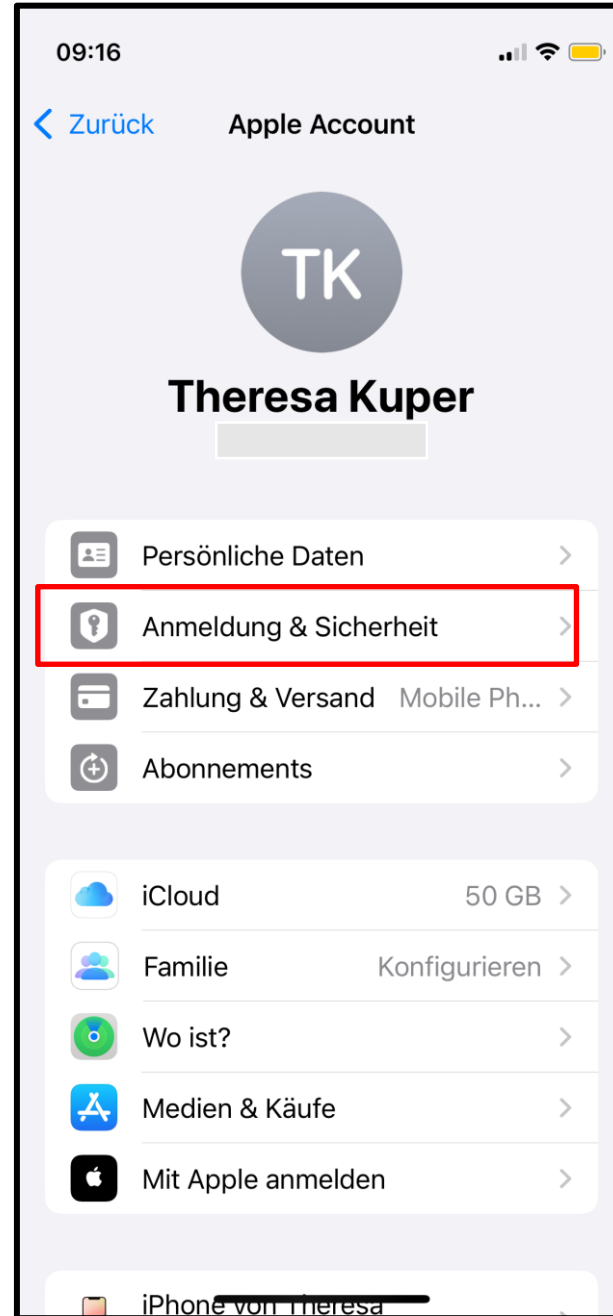 09:16
Zurück Apple Account
TK
Theresa Kuper
Persönliche Daten
Anmeldung & Sicherheit
Zahlung & Versand Mobile Ph...
Abonnements
iCloud 50 GB
Familie Konfigurieren
Wo ist?
Medien & Käufe
Mit Apple anmelden
iPhone von Theresa